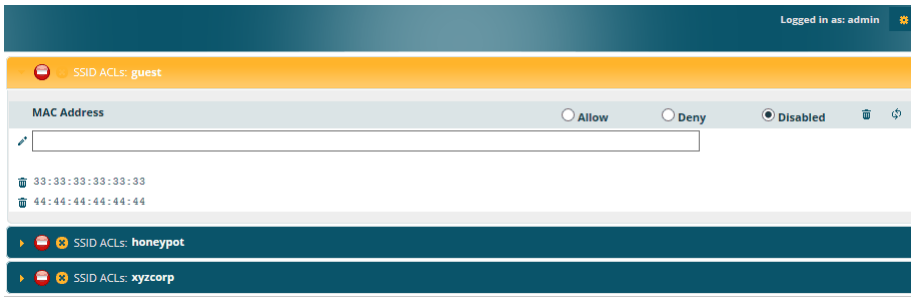 Logged in as: admin
SSID ACLs: guest
MAC Address Allow Deny Disabled
33:33:33:33:33:33
44:44:44:44:44:44
SSID ACLs: honeypot
SSID ACLs: xyzcorp